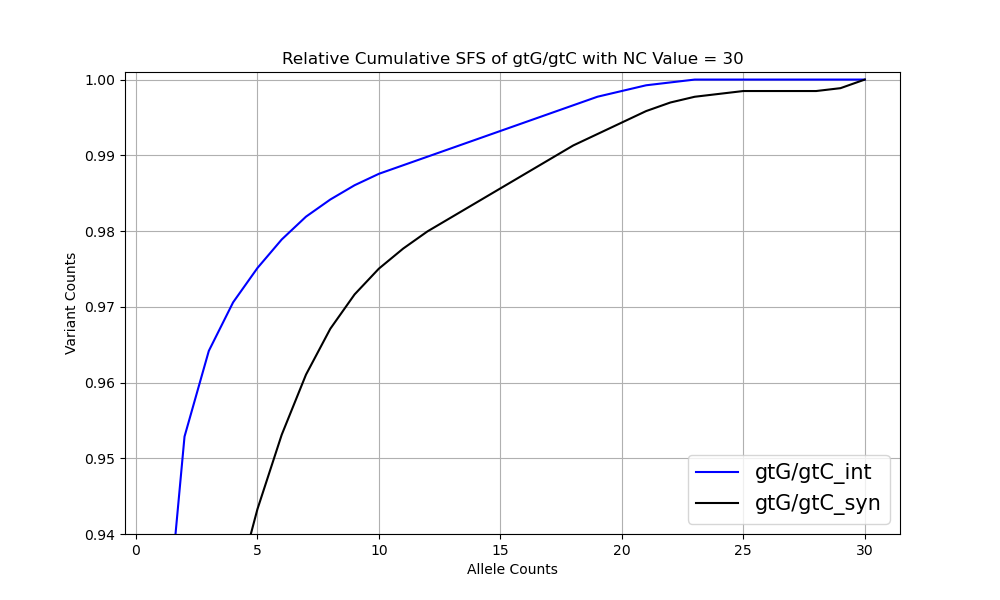 Relative Cumulative SFS of gtG/gtC with NC Value = 30
1.00
0.99
0.98
0.97
0.96
0.95
0.94
Variant Counts
gtG/gtC_int
gtG/gtC_syn
0 5 10 15 20 25 30
Allele Counts